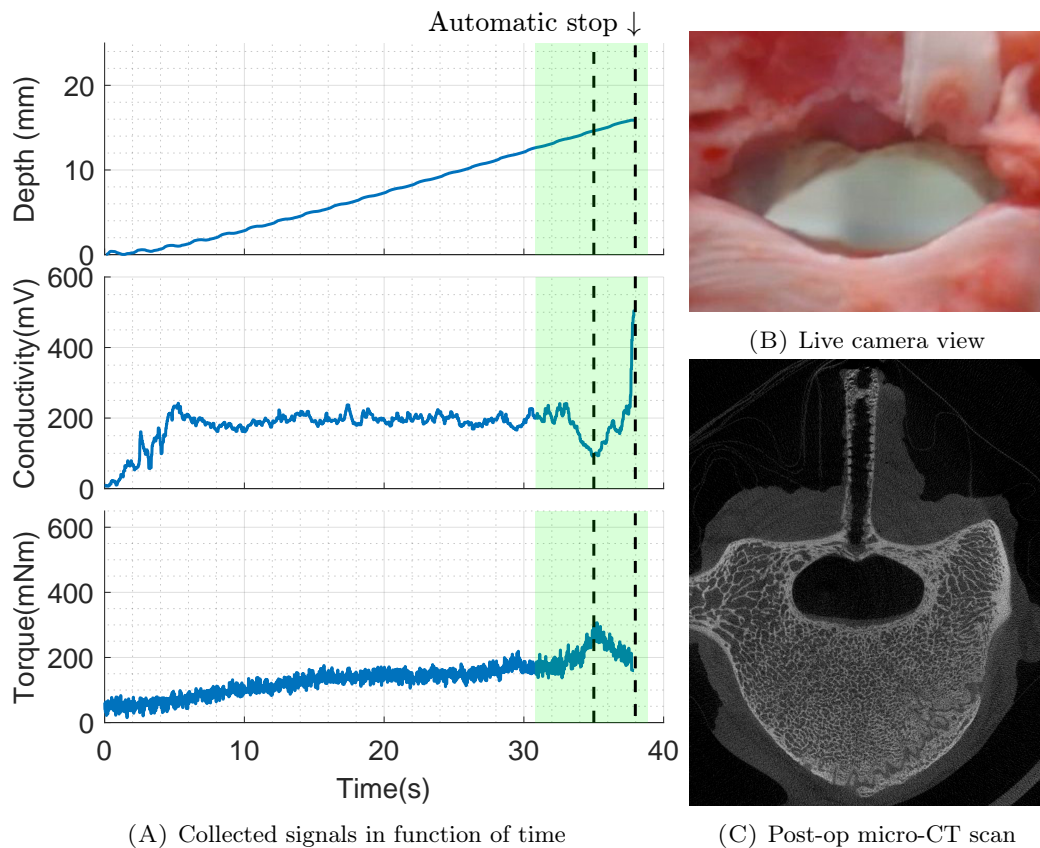 Automatic stop ↓
Depth (mm)
20
10
0
Conductivity(mV)
600
400
200
0
Torque(mNm)
600
400
200
0
0 10 20 30 40
Time(s)
(A) Collected signals in function of time
(B) Live camera view
(C) Post-op micro-CT scan